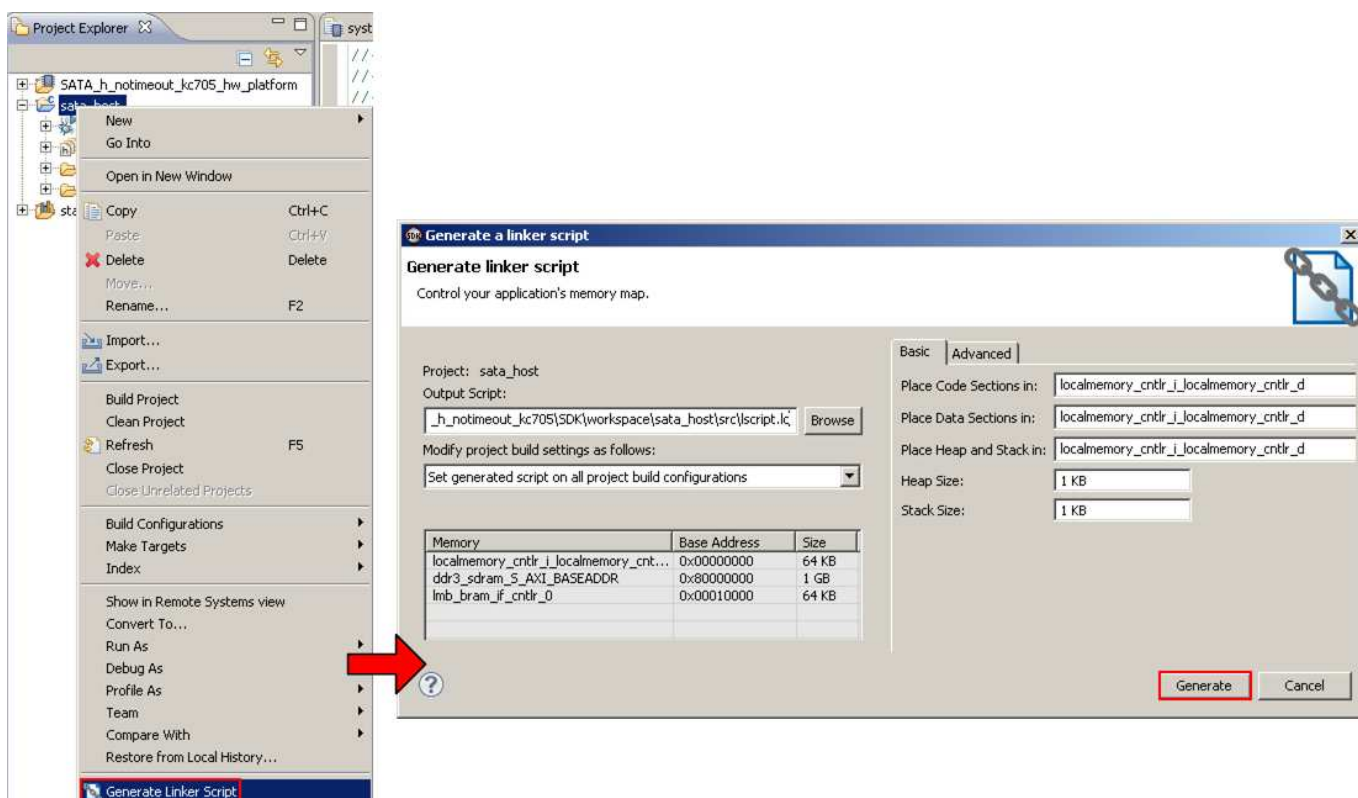 Project Explorer
syst
//
//
//
SATA_h_notimeout_kc705_hw_platform
sata_host
sta
New
Go Into
Open in New Window
Copy Ctrl+C
Paste Ctrl+V
Delete Delete
Move...
Rename... F2
Import...
Export...
Build Project
Clean Project
Refresh F5
Close Project
Close Unrelated Projects
Build Configurations
Make Targets
Index
Show in Remote Systems view
Convert To...
Run As
Debug As
Profile As
Team
Compare With
Restore from Local History...
Generate Linker Script
SDK Generate a linker script
Generate linker script
Control your application's memory map.
Project: sata_host
Output Script:
_h_notimeout_kc705\SDK\workspace\sata_host\src\lscript.lc Browse
Modify project build settings as follows:
Set generated script on all project build configurations
Memory Base Address Size
localmemory_cntlr_i_localmemory_cnt... 0x00000000 64 KB
ddr3_sdram_S_AXI_BASEADDR 0x80000000 1 GB
lmb_bram_if_cntlr_0 0x00010000 64 KB
Basic Advanced
Place Code Sections in: localmemory_cntlr_i_localmemory_cntlr_d
Place Data Sections in: localmemory_cntlr_i_localmemory_cntlr_d
Place Heap and Stack in: localmemory_cntlr_i_localmemory_cntlr_d
Heap Size: 1 KB
Stack Size: 1 KB
?
Generate Cancel